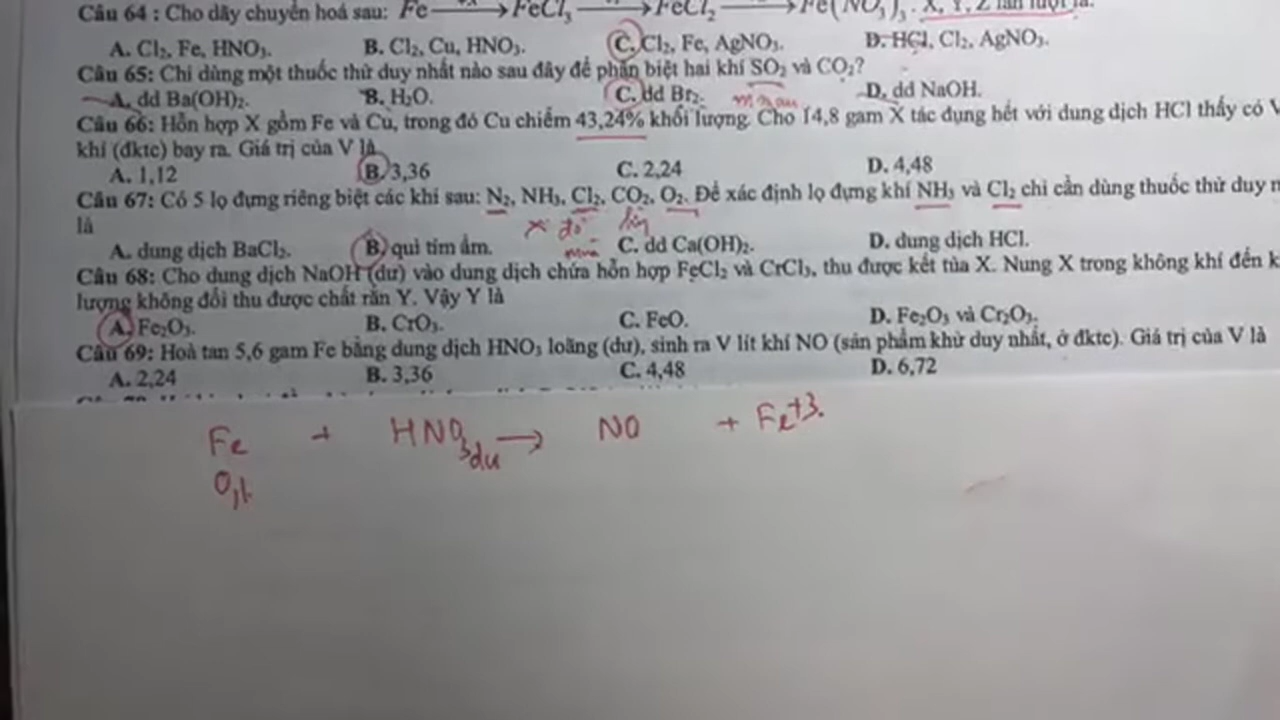 Câu 64 : Cho dãy chuyển hoá sau: Fe → FeCl₃ → FeCl₂ → Fe(NO₃)₃. X, Y, Z lần lượt là:
A. Cl₂, Fe, HNO₃. B. Cl₂, Cu, HNO₃. C. Cl₂, Fe, AgNO₃. D. HCl, Cl₂, AgNO₃.
Câu 65: Chỉ dùng một thuốc thử duy nhất nào sau đây để phân biệt hai khí SO₂ và CO₂?
A. dd Ba(OH)₂. B. H₂O. C. dd Br₂. D. dd NaOH.
Câu 66: Hỗn hợp X gồm Fe và Cu, trong đó Cu chiếm 43,24% khối lượng. Cho 14,8 gam X tác dụng hết với dung dịch HCl thấy có V
khí (đktc) bay ra. Giá trị của V là
A. 1,12 B. 3,36 C. 2,24 D. 4,48
Câu 67: Có 5 lọ đựng riêng biệt các khí sau: N₂, NH₃, Cl₂, CO₂, O₂. Để xác định lọ đựng khí NH₃ và Cl₂ chỉ cần dùng thuốc thử duy
là
đỏ
A. dung dịch BaCl₂. B. quì tím ẩm. C. dd Ca(OH)₂. D. dung dịch HCl.
Câu 68: Cho dung dịch NaOH (dư) vào dung dịch chứa hỗn hợp FeCl₂ và CrCl₃, thu được kết tủa X. Nung X trong không khí đến
lượng không đổi thu được chất rắn Y. Vậy Y là
A. Fe₂O₃. B. CrO₃. C. FeO. D. Fe₂O₃ và Cr₂O₃.
Câu 69: Hoà tan 5,6 gam Fe bằng dung dịch HNO₃ loãng (dư), sinh ra V lít khí NO (sản phẩm khử duy nhất, ở đktc). Giá trị của V là
A. 2,24 B. 3,36 C. 4,48 D. 6,72
Fe + HNO₃ dư → NO + Fe⁺³.
0,1